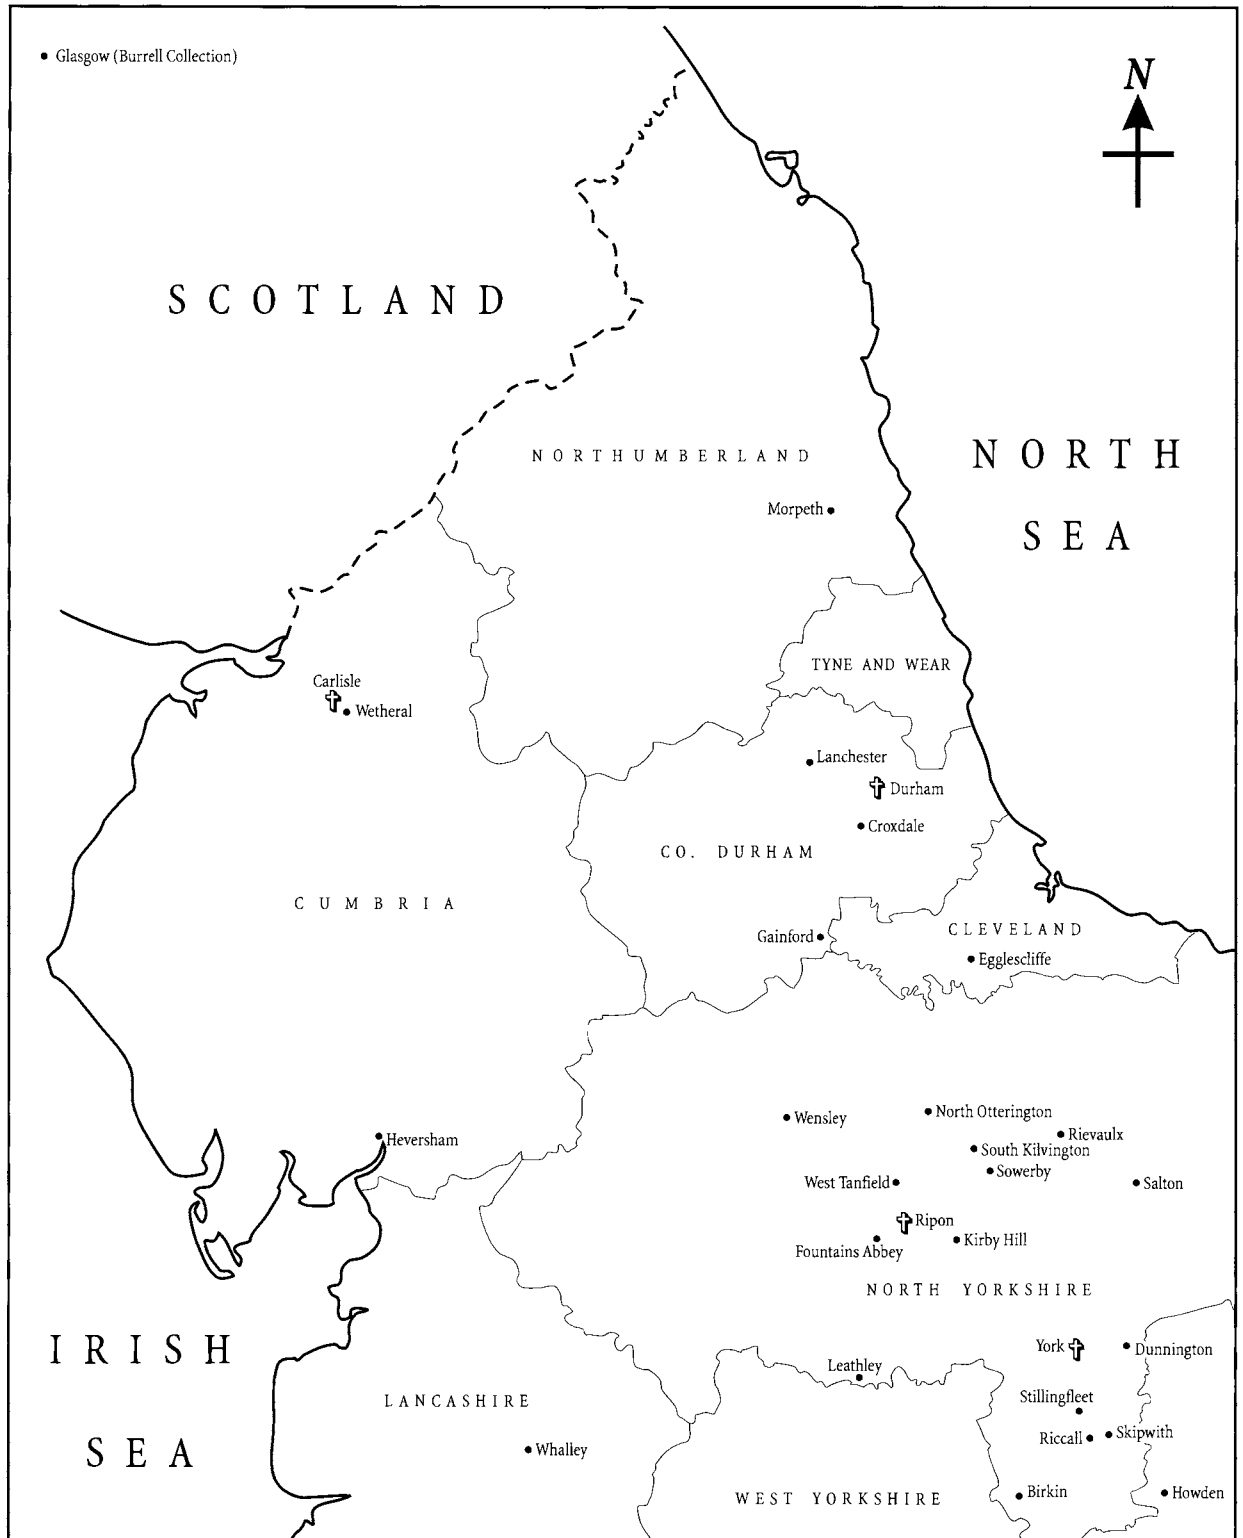 Glasgow (Burrell Collection)
N
SCOTLAND
NORTHUMBERLAND
NORTH
SEA
Morpeth
TYNE AND WEAR
Carlisle
Wetheral
Lanchester
Durham
Croxdale
CO. DURHAM
CUMBRIA
Gainford
CLEVELAND
Egglescliffe
Wensley
North Otterington
Rievaulx
Heversham
South Kilvington
Sowerby
West Tanfield
Salton
Ripon
Kirby Hill
Fountains Abbey
NORTH YORKSHIRE
IRISH
SEA
York
Dunnington
Leathley
LANCASHIRE
Stillingfleet
Skipwith
Riccall
Whalley
WEST YORKSHIRE
Birkin
Howden